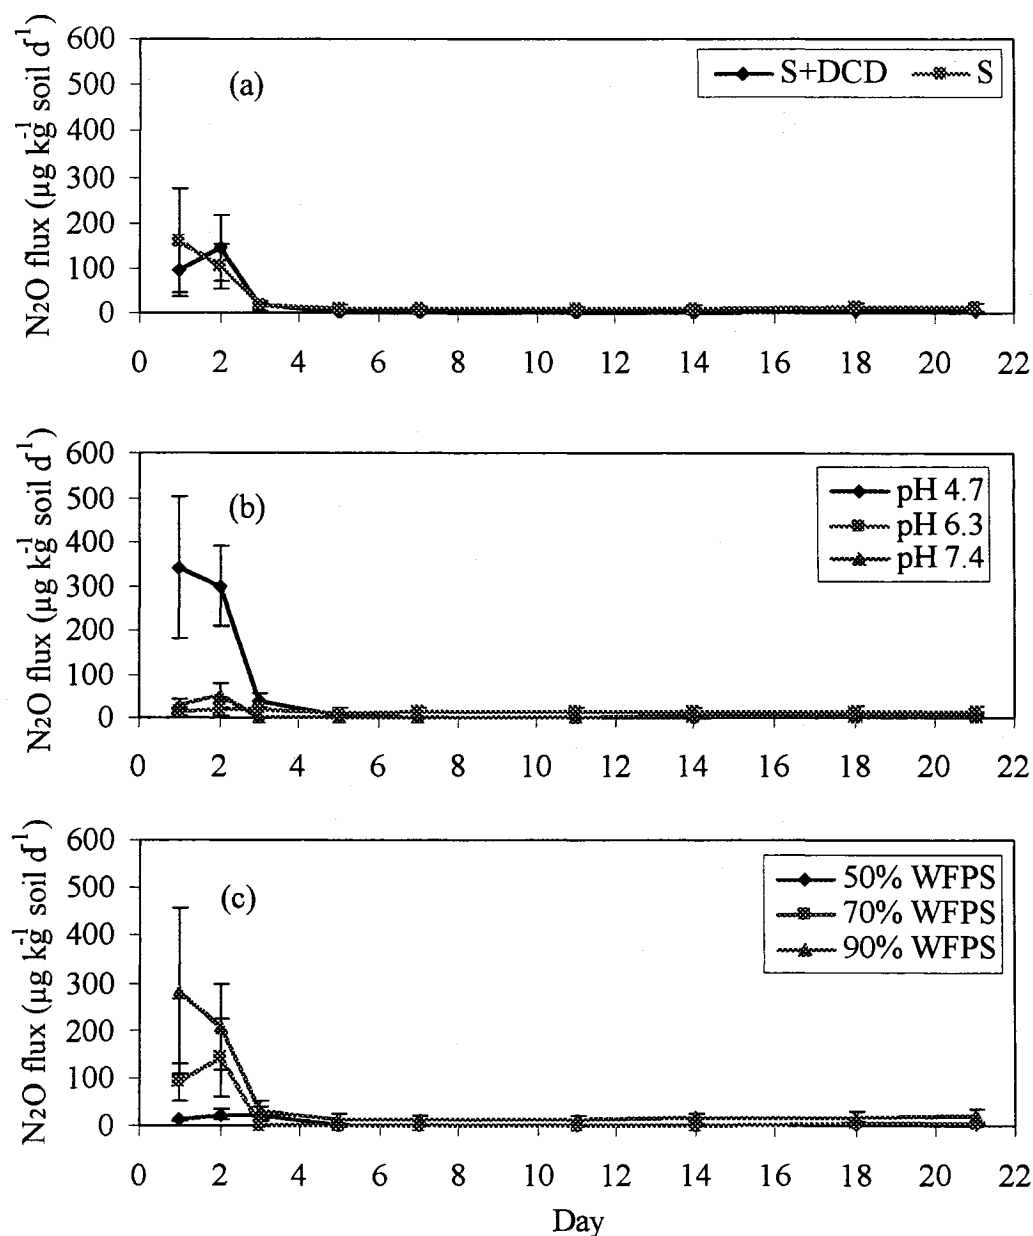 N₂O flux (µg kg⁻¹ soil d⁻¹)
600
500
400
300
200
100
0
(a)
S+DCD S
0 2 4 6 8 10 12 14 16 18 20 22
N₂O flux (µg kg⁻¹ soil d⁻¹)
600
500
400
300
200
100
0
(b)
pH 4.7
pH 6.3
pH 7.4
0 2 4 6 8 10 12 14 16 18 20 22
N₂O flux (µg kg⁻¹ soil d⁻¹)
600
500
400
300
200
100
0
(c)
50% WFPS
70% WFPS
90% WFPS
0 2 4 6 8 10 12 14 16 18 20 22
Day